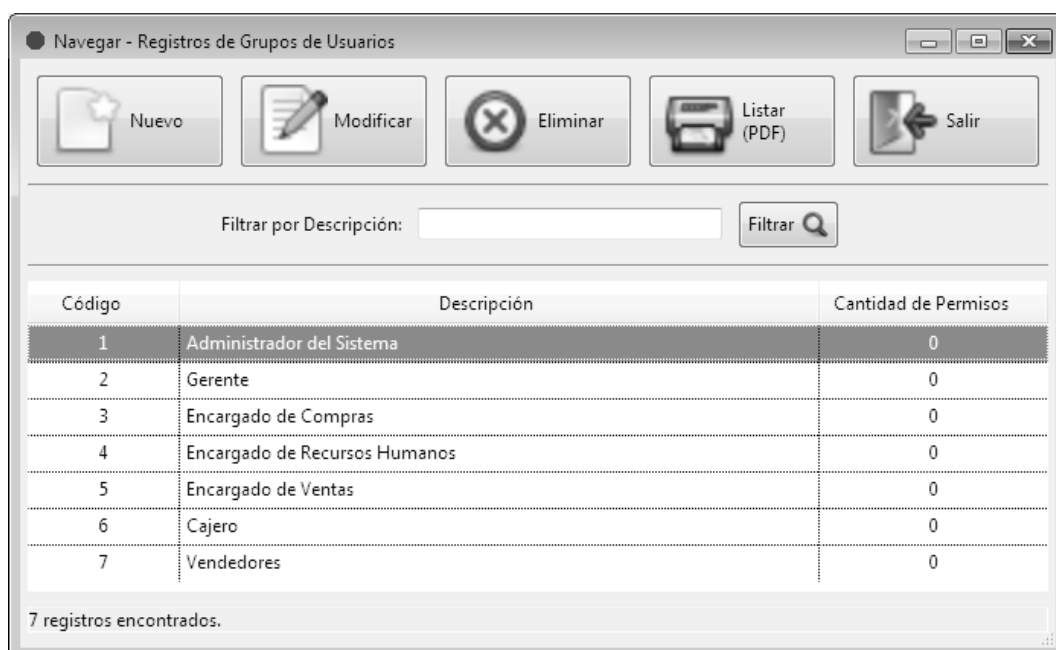 Navegar - Registros de Grupos de Usuarios
Nuevo
Modificar
Eliminar
Listar
(PDF)
Salir
Filtrar por Descripción:
Filtrar
Código Descripción Cantidad de Permisos
1 Administrador del Sistema 0
2 Gerente 0
3 Encargado de Compras 0
4 Encargado de Recursos Humanos 0
5 Encargado de Ventas 0
6 Cajero 0
7 Vendedores 0
7 registros encontrados.